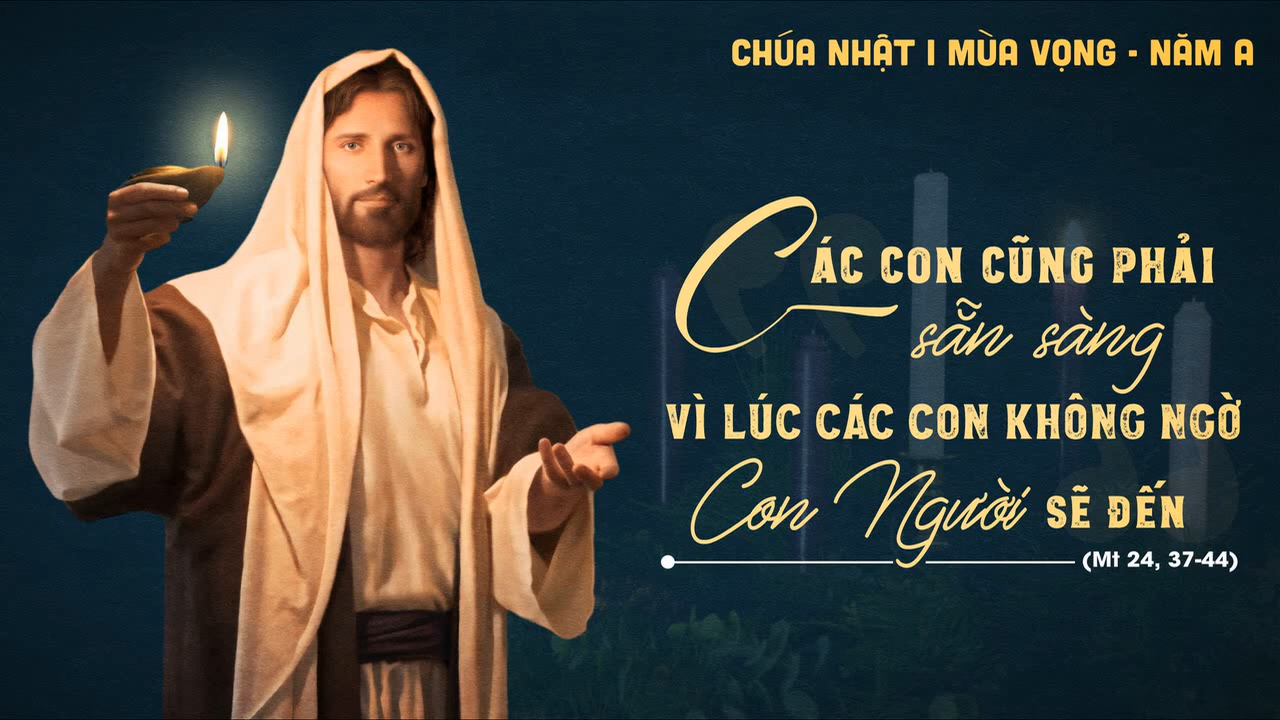 CHÚA NHẬT I MÙA VỌNG - NĂM A
CÁC CON CŨNG PHẢI
sẵn sàng
VÌ LÚC CÁC CON KHÔNG NGỜ
Con Người SẼ ĐẾN
(Mt 24, 37-44)